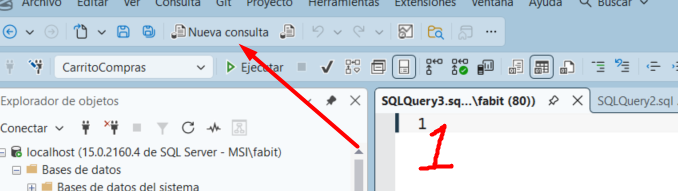 Archivo Editar Ver Consulta Git Proyecto Herramientas Extensiones Ventana Ayuda Buscar
Nueva consulta
CarritoCompras Ejecutar
Explorador de objetos
SQLQuery3.sq...\fabit (80)) SQLQuery2.sql
Conectar
1
1
localhost (15.0.2160.4 de SQL Server - MSI\fabit)
Bases de datos
Bases de datos del sistema